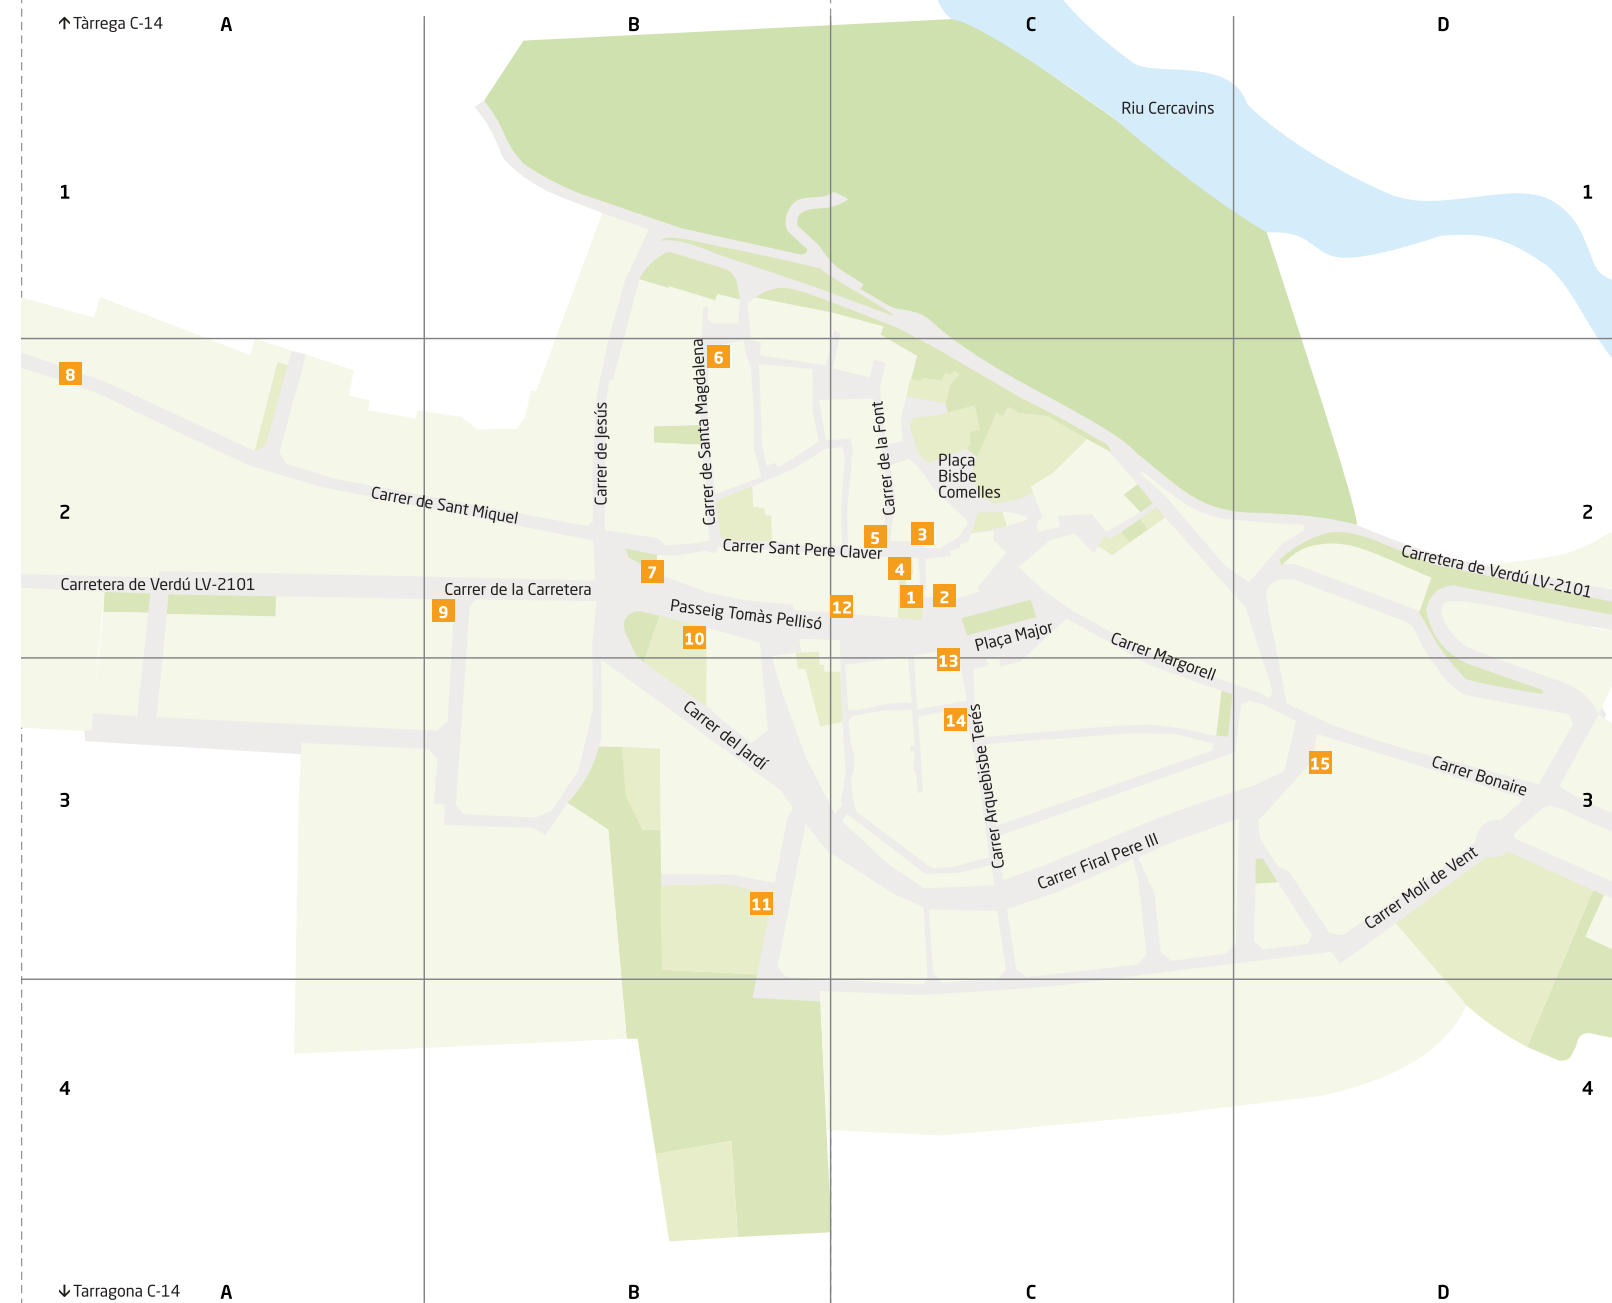 ↑ Tàrrega C-14
A
B
C
D
Riu Cercavins
1
1
6
8
Carrer de Santa Magdalena
Carrer de Jesús
Carrer de la Font
Plaça
Bisbe
Comelles
Carrer de Sant Miquel
2
2
5
3
Carrer Sant Pere Claver
4
7
Carretera de Verdú LV-2101
Carretera de Verdú LV-2101
Carrer de la Carretera
9
1
2
12
Passeig Tomàs Pellisó
10
Plaça Major
13
Carrer Margorell
14
Carrer del Jardí
Carrer Arquebisbe Terés
15
Carrer Bonaire
3
3
Carrer Firal Pere III
Carrer Molí de Vent
11
4
4
↓ Tarragona C-14
A
B
C
D